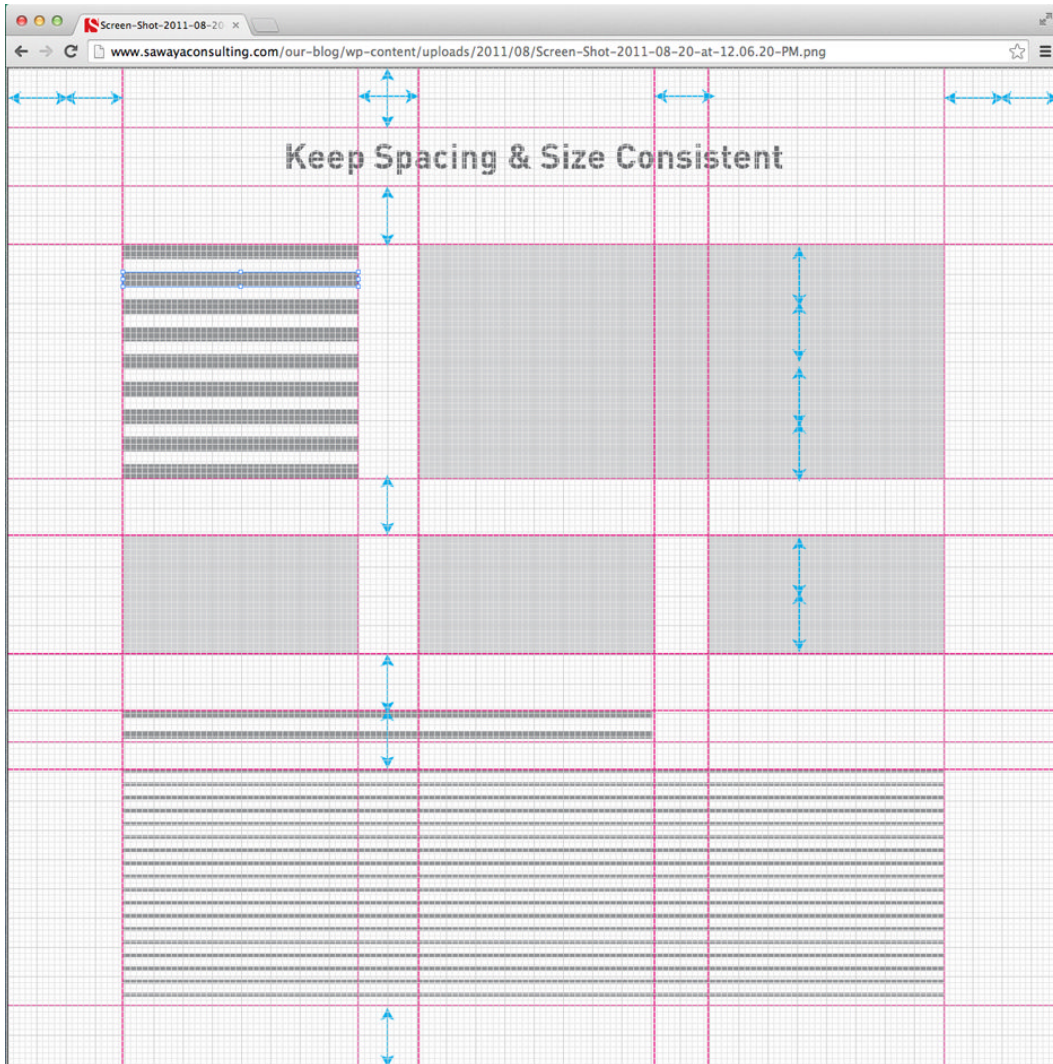 Screen-Shot-2011-08-20
www.sawayaconsulting.com/our-blog/wp-content/uploads/2011/08/Screen-Shot-2011-08-20-at-12.06.20-PM.png
Keep Spacing & Size Consistent